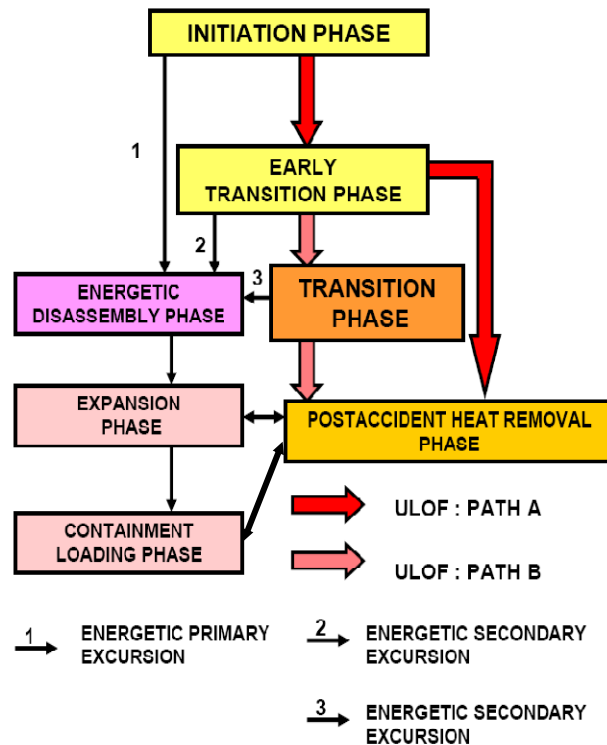 INITIATION PHASE
1
EARLY
TRANSITION PHASE
2
3
ENERGETIC
DISASSEMBLY PHASE
TRANSITION
PHASE
EXPANSION
PHASE
POSTACCIDENT HEAT REMOVAL
PHASE
CONTAINMENT
LOADING PHASE
ULOF : PATH A
ULOF : PATH B
1
ENERGETIC PRIMARY
EXCURSION
2
ENERGETIC SECONDARY
EXCURSION
3
ENERGETIC SECONDARY
EXCURSION